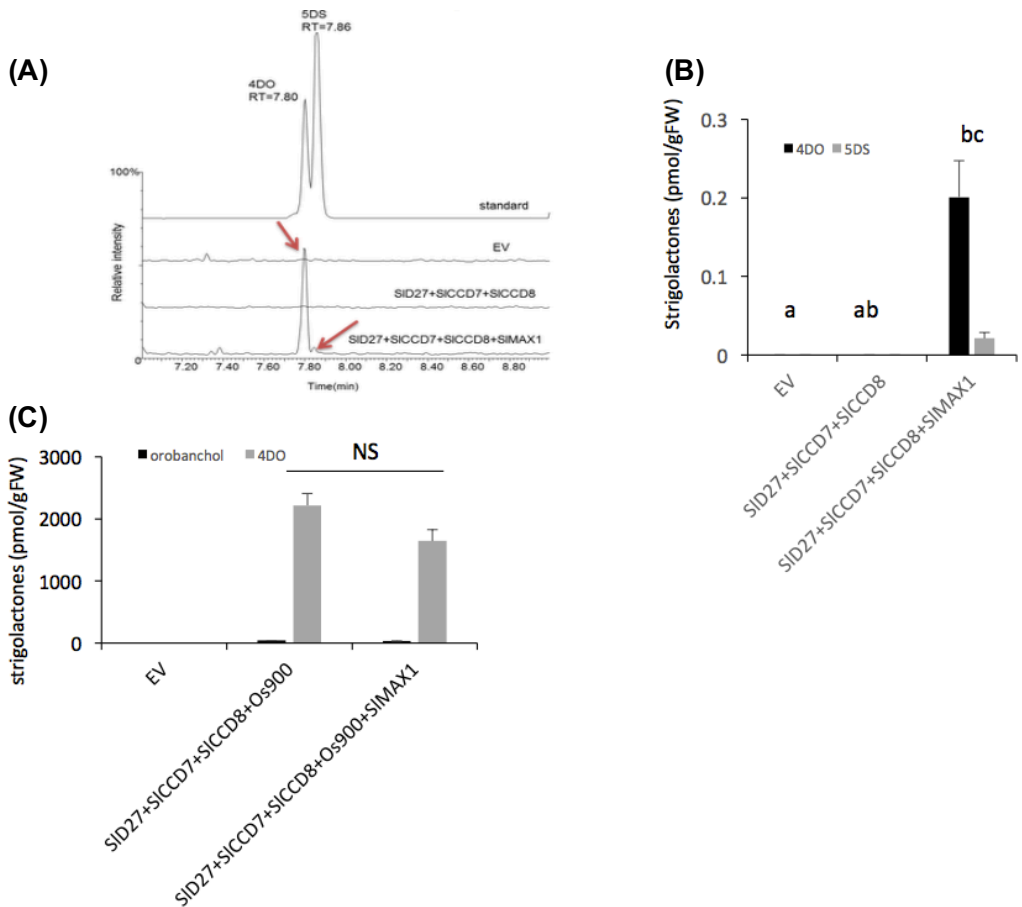 (A)
5DS
RT=7.86
4DO
RT=7.80
100%
standard
EV
SlD27+SlCCD7+SlCCD8
SlD27+SlCCD7+SlCCD8+SlMAX1
Relative intensity
0
7.20 7.40 7.60 7.80 8.00 8.20 8.40 8.60 8.80
Time(min)
(B)
Strigolactones (pmol/gFW)
0.3
0.2
0.1
0
4DO 5DS
a ab bc
EV
SlD27+SlCCD7+SlCCD8
SlD27+SlCCD7+SlCCD8+SlMAX1
(C)
strigolactones (pmol/gFW)
3000
2000
1000
0
orobanchol 4DO
NS
EV
SlD27+SlCCD7+SlCCD8+Os900
SlD27+SlCCD7+SlCCD8+Os900+SlMAX1